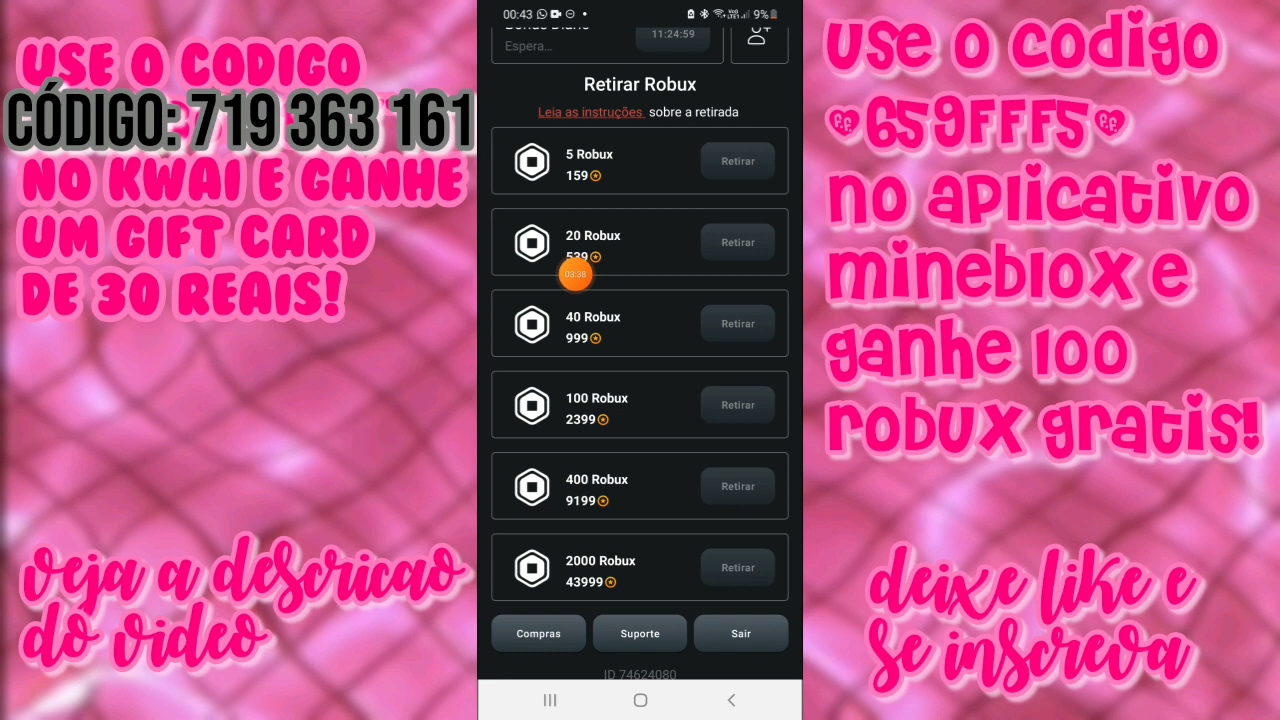 USE O CODIGO
CÓDIGO: 719 363 161
NO KWAI E GANHE
UM GIFT CARD
DE 30 REAIS!
veja a descricao
do video
00:43
9%
Espera...
11:24:59
Retirar Robux
Leia as instruções sobre a retirada
5 Robux
159
Retirar
20 Robux
539
Retirar
03:38
40 Robux
999
Retirar
100 Robux
2399
Retirar
400 Robux
9199
Retirar
2000 Robux
43999
Retirar
Compras
Suporte
Sair
ID 74624080
use o codigo
659FFF5
no aplicativo
mineblox e
ganhe 100
robux gratis!
deixe like e
se inscreva